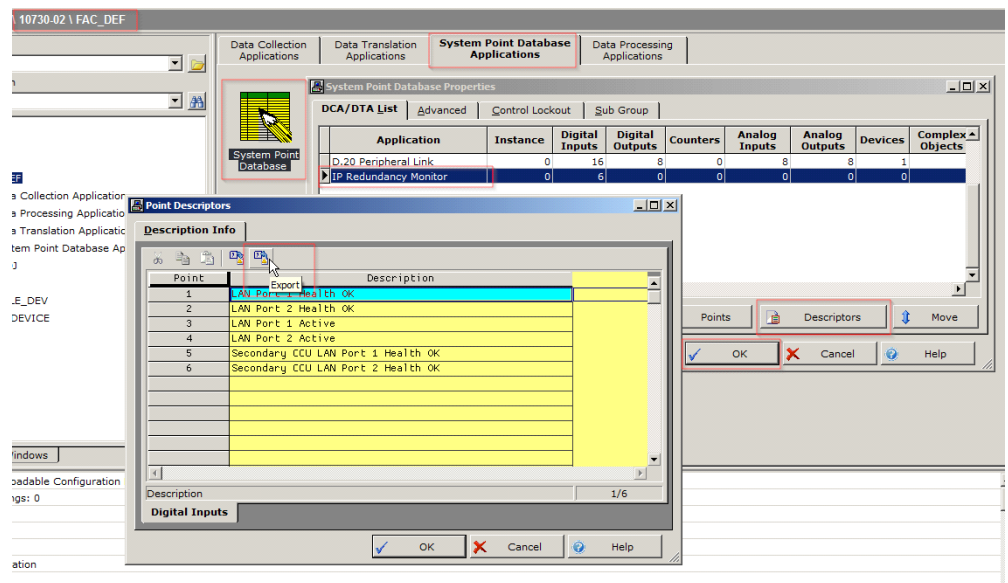 \ 10730-02 \ FAC_DEF
Data Collection Applications
Data Translation Applications
System Point Database Applications
Data Processing Applications
System Point Database
System Point Database Properties
DCA/DTA List
Advanced
Control Lockout
Sub Group
Application Instance Digital Inputs Digital Outputs Counters Analog Inputs Analog Outputs Devices Complex Objects
D.20 Peripheral Link 0 16 8 0 8 8 1
IP Redundancy Monitor 0 6 0 0 0 0 0
Points
Descriptors
Move
OK
Cancel
Help
a Collection Application
a Processing Applicatio
a Translation Applicatio
tem Point Database Ap
LE_DEV
DEVICE
Point Descriptors
Description Info
Export
Point Description
1 LAN Port 1 Health OK
2 LAN Port 2 Health OK
3 LAN Port 1 Active
4 LAN Port 2 Active
5 Secondary CCU LAN Port 1 Health OK
6 Secondary CCU LAN Port 2 Health OK
Description 1/6
Digital Inputs
OK
Cancel
Help
indows
oadable Configuration
ngs: 0
ation